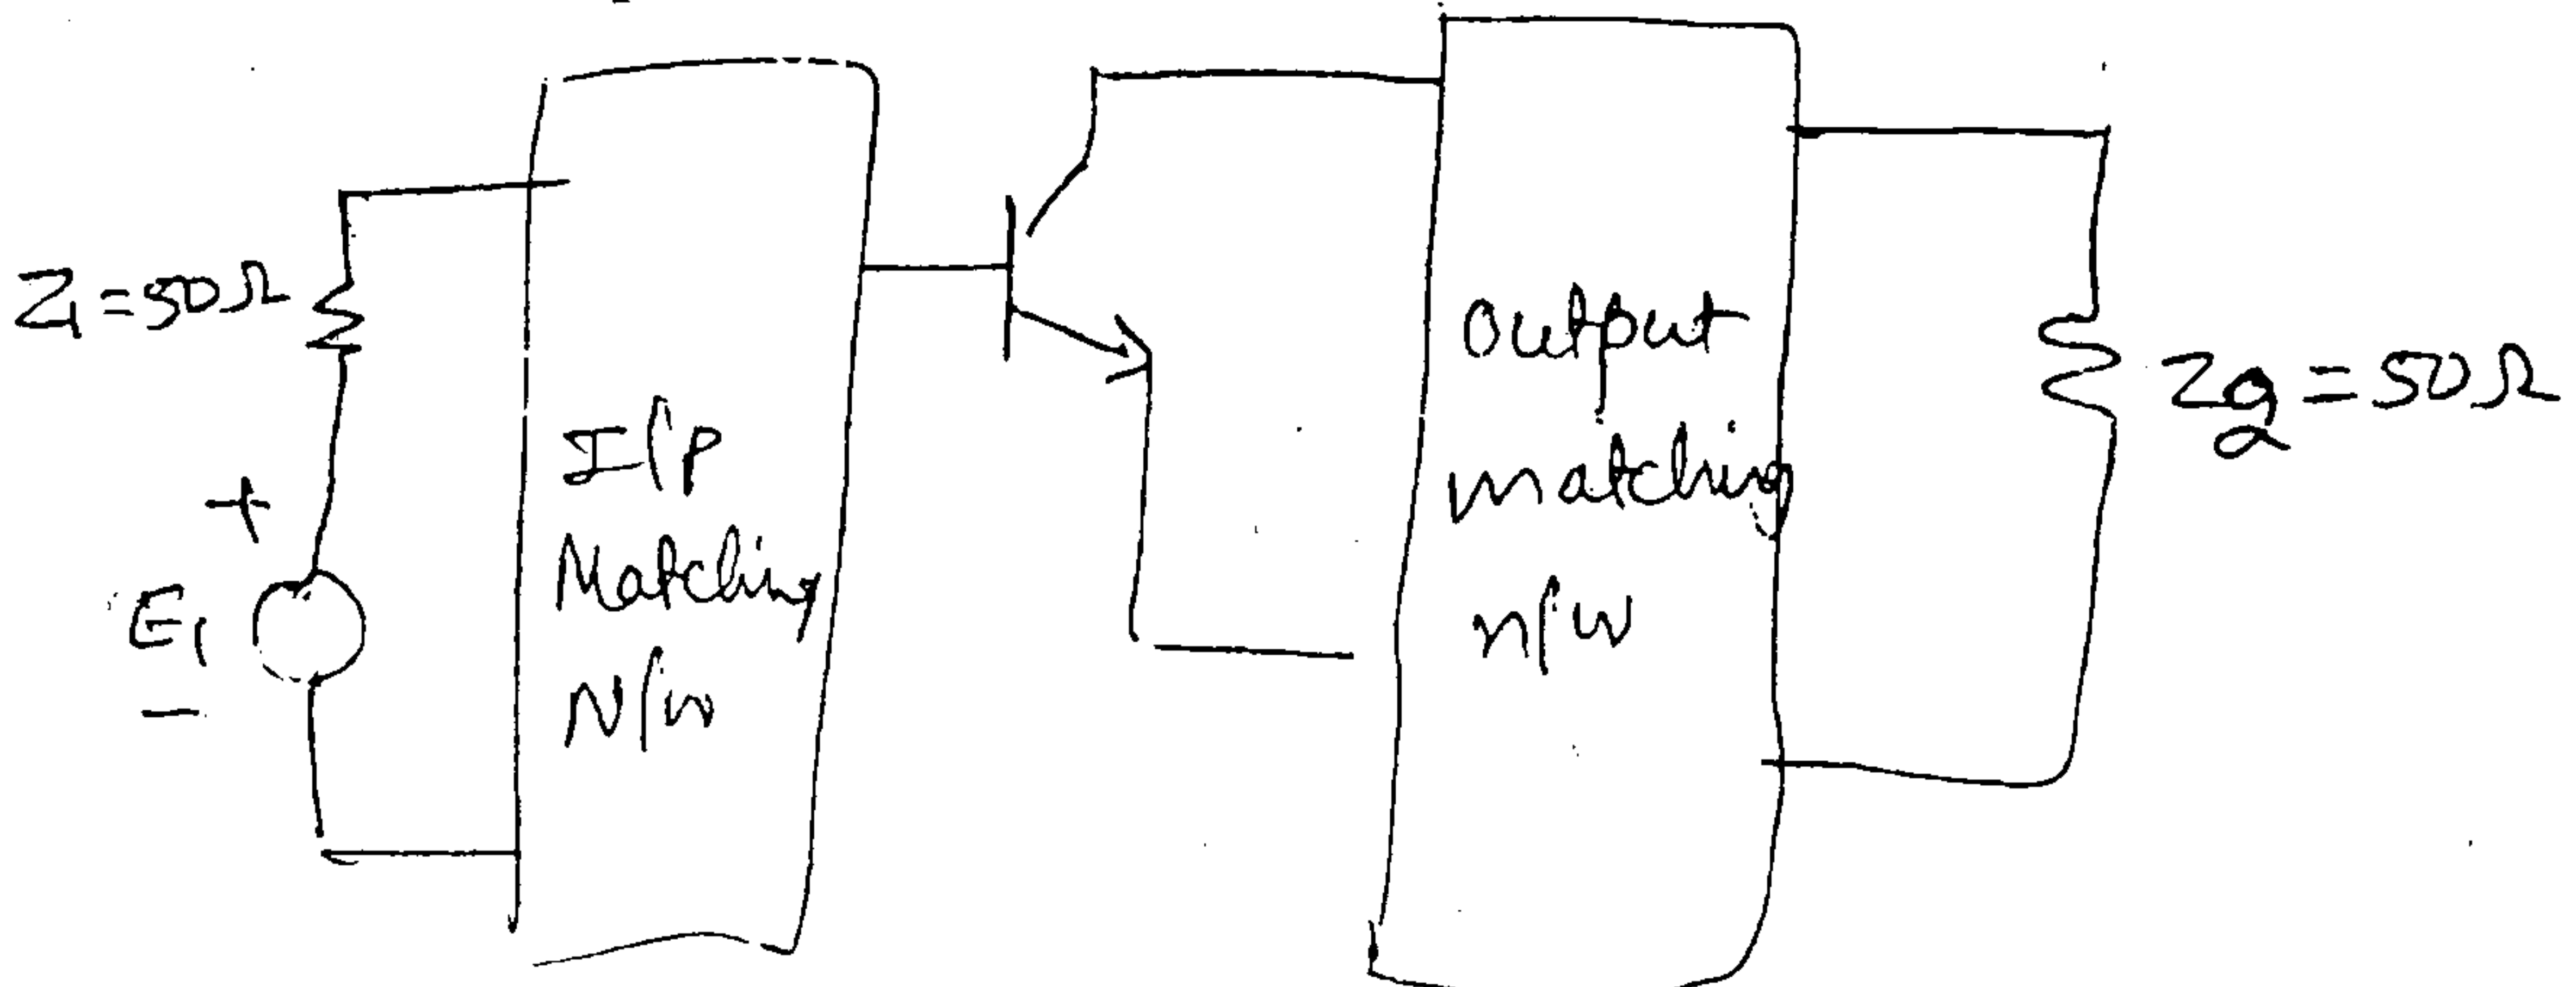 Z1 = 50Ω
+
E1
−
I/P
Matching
N/W
Output
matching
n/w
Z2 = 50Ω